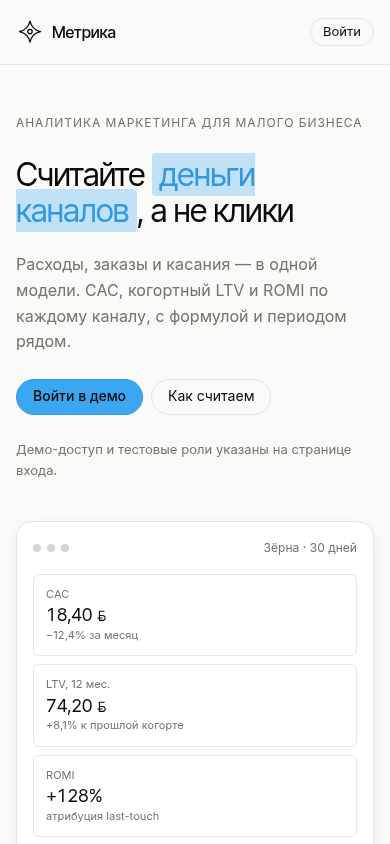 Метрика
Войти
АНАЛИТИКА МАРКЕТИНГА ДЛЯ МАЛОГО БИЗНЕСА
Считайте деньги
каналов, а не клики
Расходы, заказы и касания — в одной
модели. CAC, когортный LTV и ROMI по
каждому каналу, с формулой и периодом
рядом.
Войти в демо
Как считаем
Демо-доступ и тестовые роли указаны на странице
входа.
Зёрна · 30 дней
CAC
18,40 Ƃ
−12,4% за месяц
LTV, 12 мес.
74,20 Ƃ
+8,1% к прошлой когорте
ROMI
+128%
атрибуция last-touch